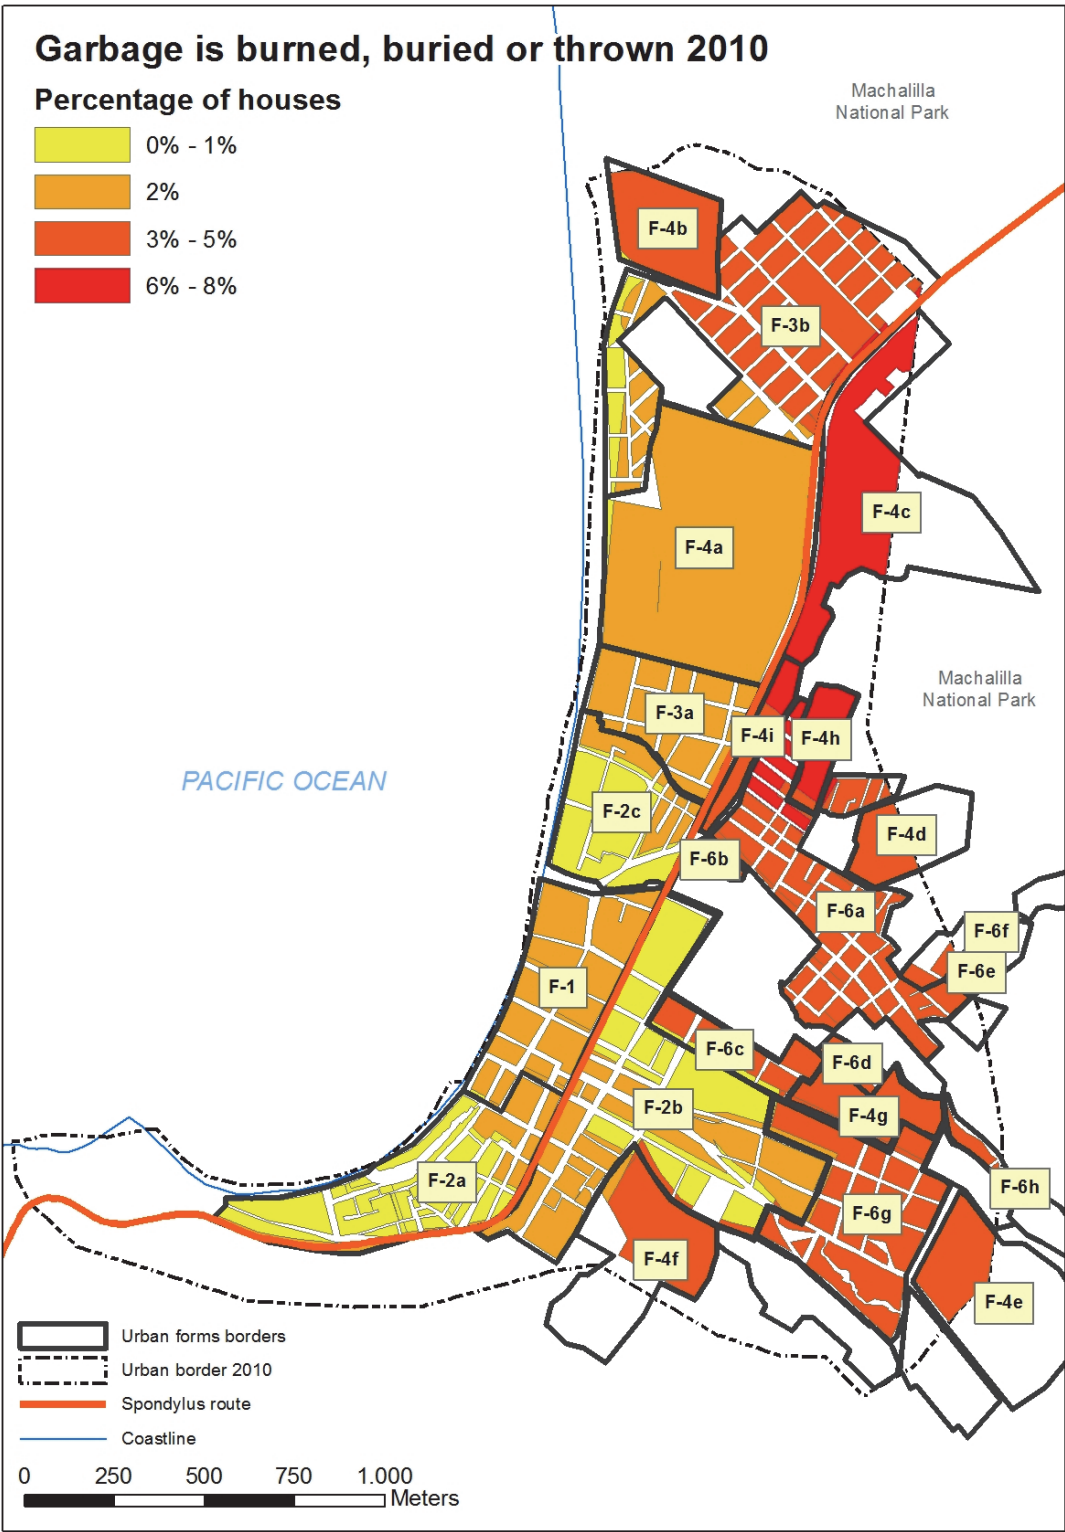 Garbage is burned, buried or thrown 2010
Percentage of houses
0% - 1%
2%
3% - 5%
6% - 8%
Machalilla
National Park
F-4b
F-3b
F-4c
F-4a
Machalilla
National Park
F-3a
F-4i
F-4h
PACIFIC OCEAN
F-2c
F-4d
F-6b
F-6a
F-6f
F-6e
F-1
F-6c
F-6d
F-2b
F-4g
F-2a
F-6h
F-6g
F-4f
F-4e
Urban forms borders
Urban border 2010
Spondylus route
Coastline
0 250 500 750 1.000
Meters